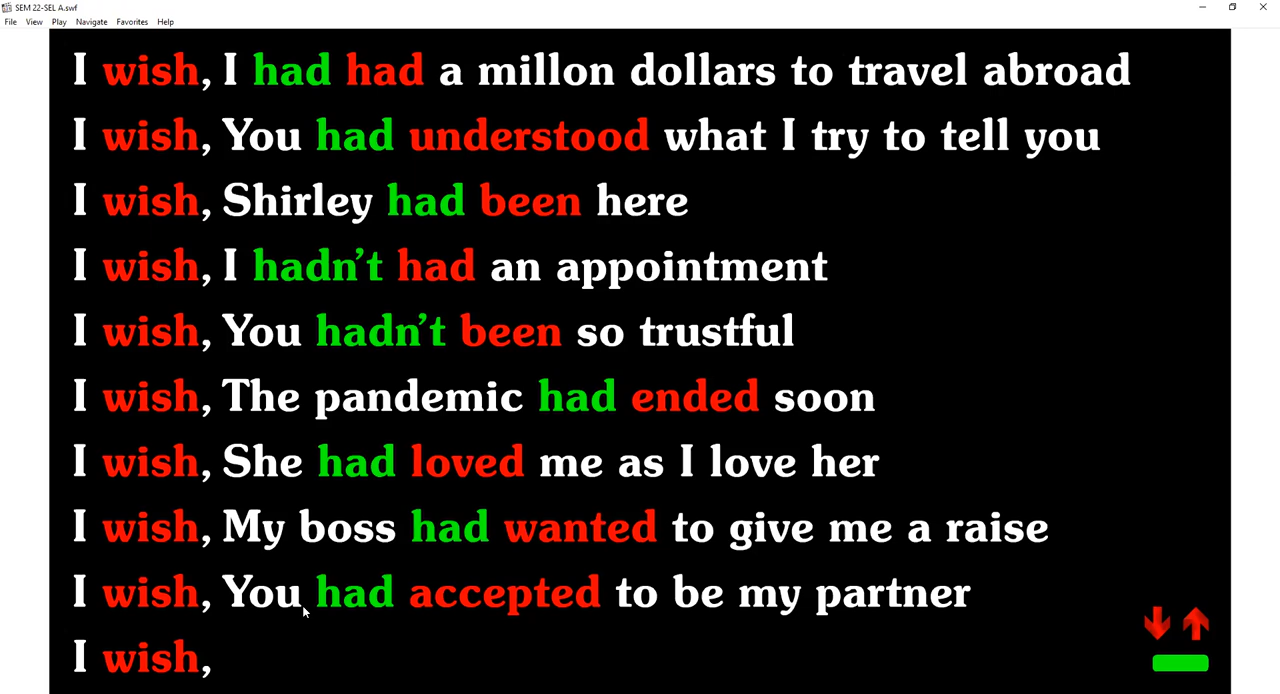 SEM 22-SEL A.swf
File View Play Navigate Favorites Help
I wish, I had had a millon dollars to travel abroad
I wish, You had understood what I try to tell you
I wish, Shirley had been here
I wish, I hadn't had an appointment
I wish, You hadn't been so trustful
I wish, The pandemic had ended soon
I wish, She had loved me as I love her
I wish, My boss had wanted to give me a raise
I wish, You had accepted to be my partner
I wish,